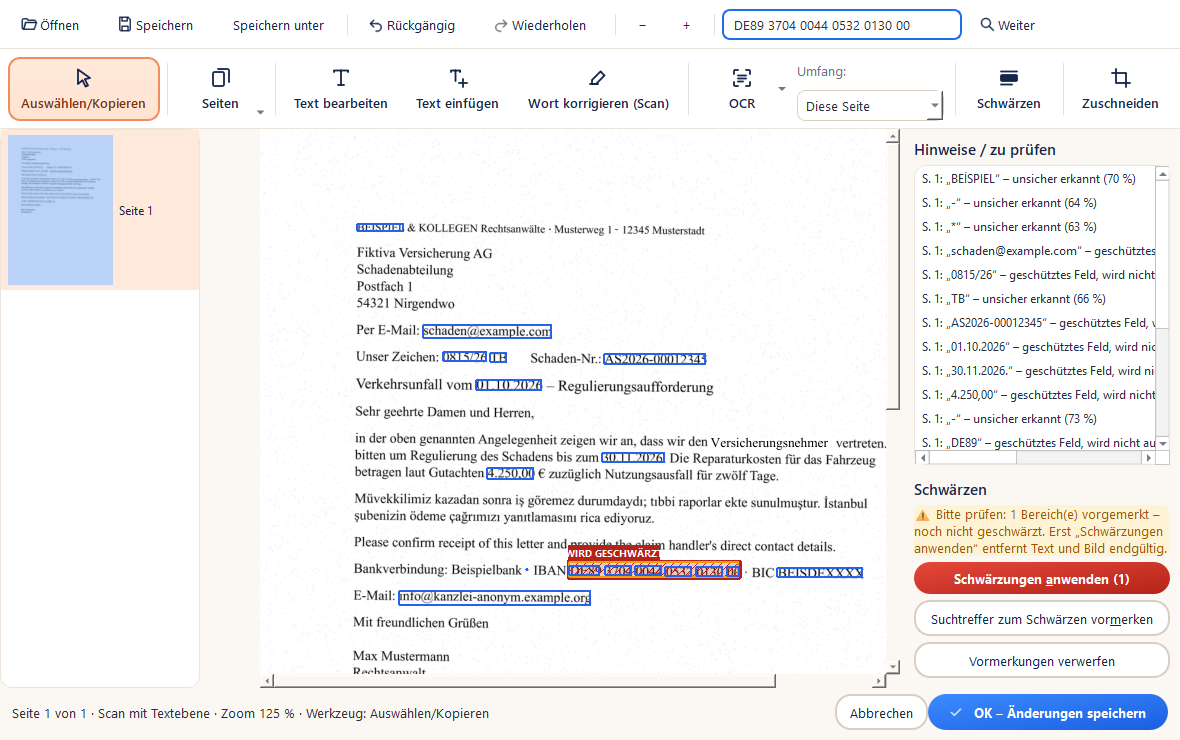 Öffnen Speichern Speichern unter Rückgängig Wiederholen − + DE89 3704 0044 0532 0130 00 Weiter
Auswählen/Kopieren Seiten Text bearbeiten Text einfügen Wort korrigieren (Scan) OCR Umfang: Diese Seite Schwärzen Zuschneiden
Seite 1
BEISPIEL & KOLLEGEN Rechtsanwälte · Musterweg 1 - 12345 Musterstadt
Fiktiva Versicherung AG
Schadenabteilung
Postfach 1
54321 Nirgendwo
Per E-Mail: schaden@example.com
Unser Zeichen: 0815/26 TB Schaden-Nr.: AS2026-00012345
Verkehrsunfall vom 01.10.2026 – Regulierungsaufforderung
Sehr geehrte Damen und Herren,
in der oben genannten Angelegenheit zeigen wir an, dass wir den Versicherungsnehmer vertreten.
bitten um Regulierung des Schadens bis zum 30.11.2026. Die Reparaturkosten für das Fahrzeug
betragen laut Gutachten 4.250,00 € zuzüglich Nutzungsausfall für zwölf Tage.
Müvekkilimiz kazadan sonra iş göremez durumdaydı; tıbbi raporlar ekte sunulmuştur. İstanbul
şubenizin ödeme çağrımızı yanıtlamasını rica ediyoruz.
Please confirm receipt of this letter and provide the claim handler's direct contact details.
WIRD GESCHWÄRZT
Bankverbindung: Beispielbank · IBAN DE89 3704 0044 0532 0130 00 · BIC BEISDEXXXX
E-Mail: info@kanzlei-anonym.example.org
Mit freundlichen Grüßen
Max Mustermann
Rechtsanwalt
Hinweise / zu prüfen
S. 1: „BEİSPIEL“ – unsicher erkannt (70 %)
S. 1: „-“ – unsicher erkannt (64 %)
S. 1: „*“ – unsicher erkannt (63 %)
S. 1: „schaden@example.com“ – geschütztes
S. 1: „0815/26“ – geschütztes Feld, wird nicht
S. 1: „TB“ – unsicher erkannt (66 %)
S. 1: „AS2026-00012345“ – geschütztes Feld, w
S. 1: „01.10.2026“ – geschütztes Feld, wird nic
S. 1: „30.11.2026.“ – geschütztes Feld, wird ni
S. 1: „4.250,00“ – geschütztes Feld, wird nicht
S. 1: „-“ – unsicher erkannt (73 %)
S. 1: „DE89“ – geschütztes Feld, wird nicht au
Schwärzen
Bitte prüfen: 1 Bereich(e) vorgemerkt –
noch nicht geschwärzt. Erst „Schwärzungen
anwenden“ entfernt Text und Bild endgültig.
Schwärzungen anwenden (1)
Suchtreffer zum Schwärzen vormerken
Vormerkungen verwerfen
Seite 1 von 1 · Scan mit Textebene · Zoom 125 % · Werkzeug: Auswählen/Kopieren
Abbrechen OK – Änderungen speichern